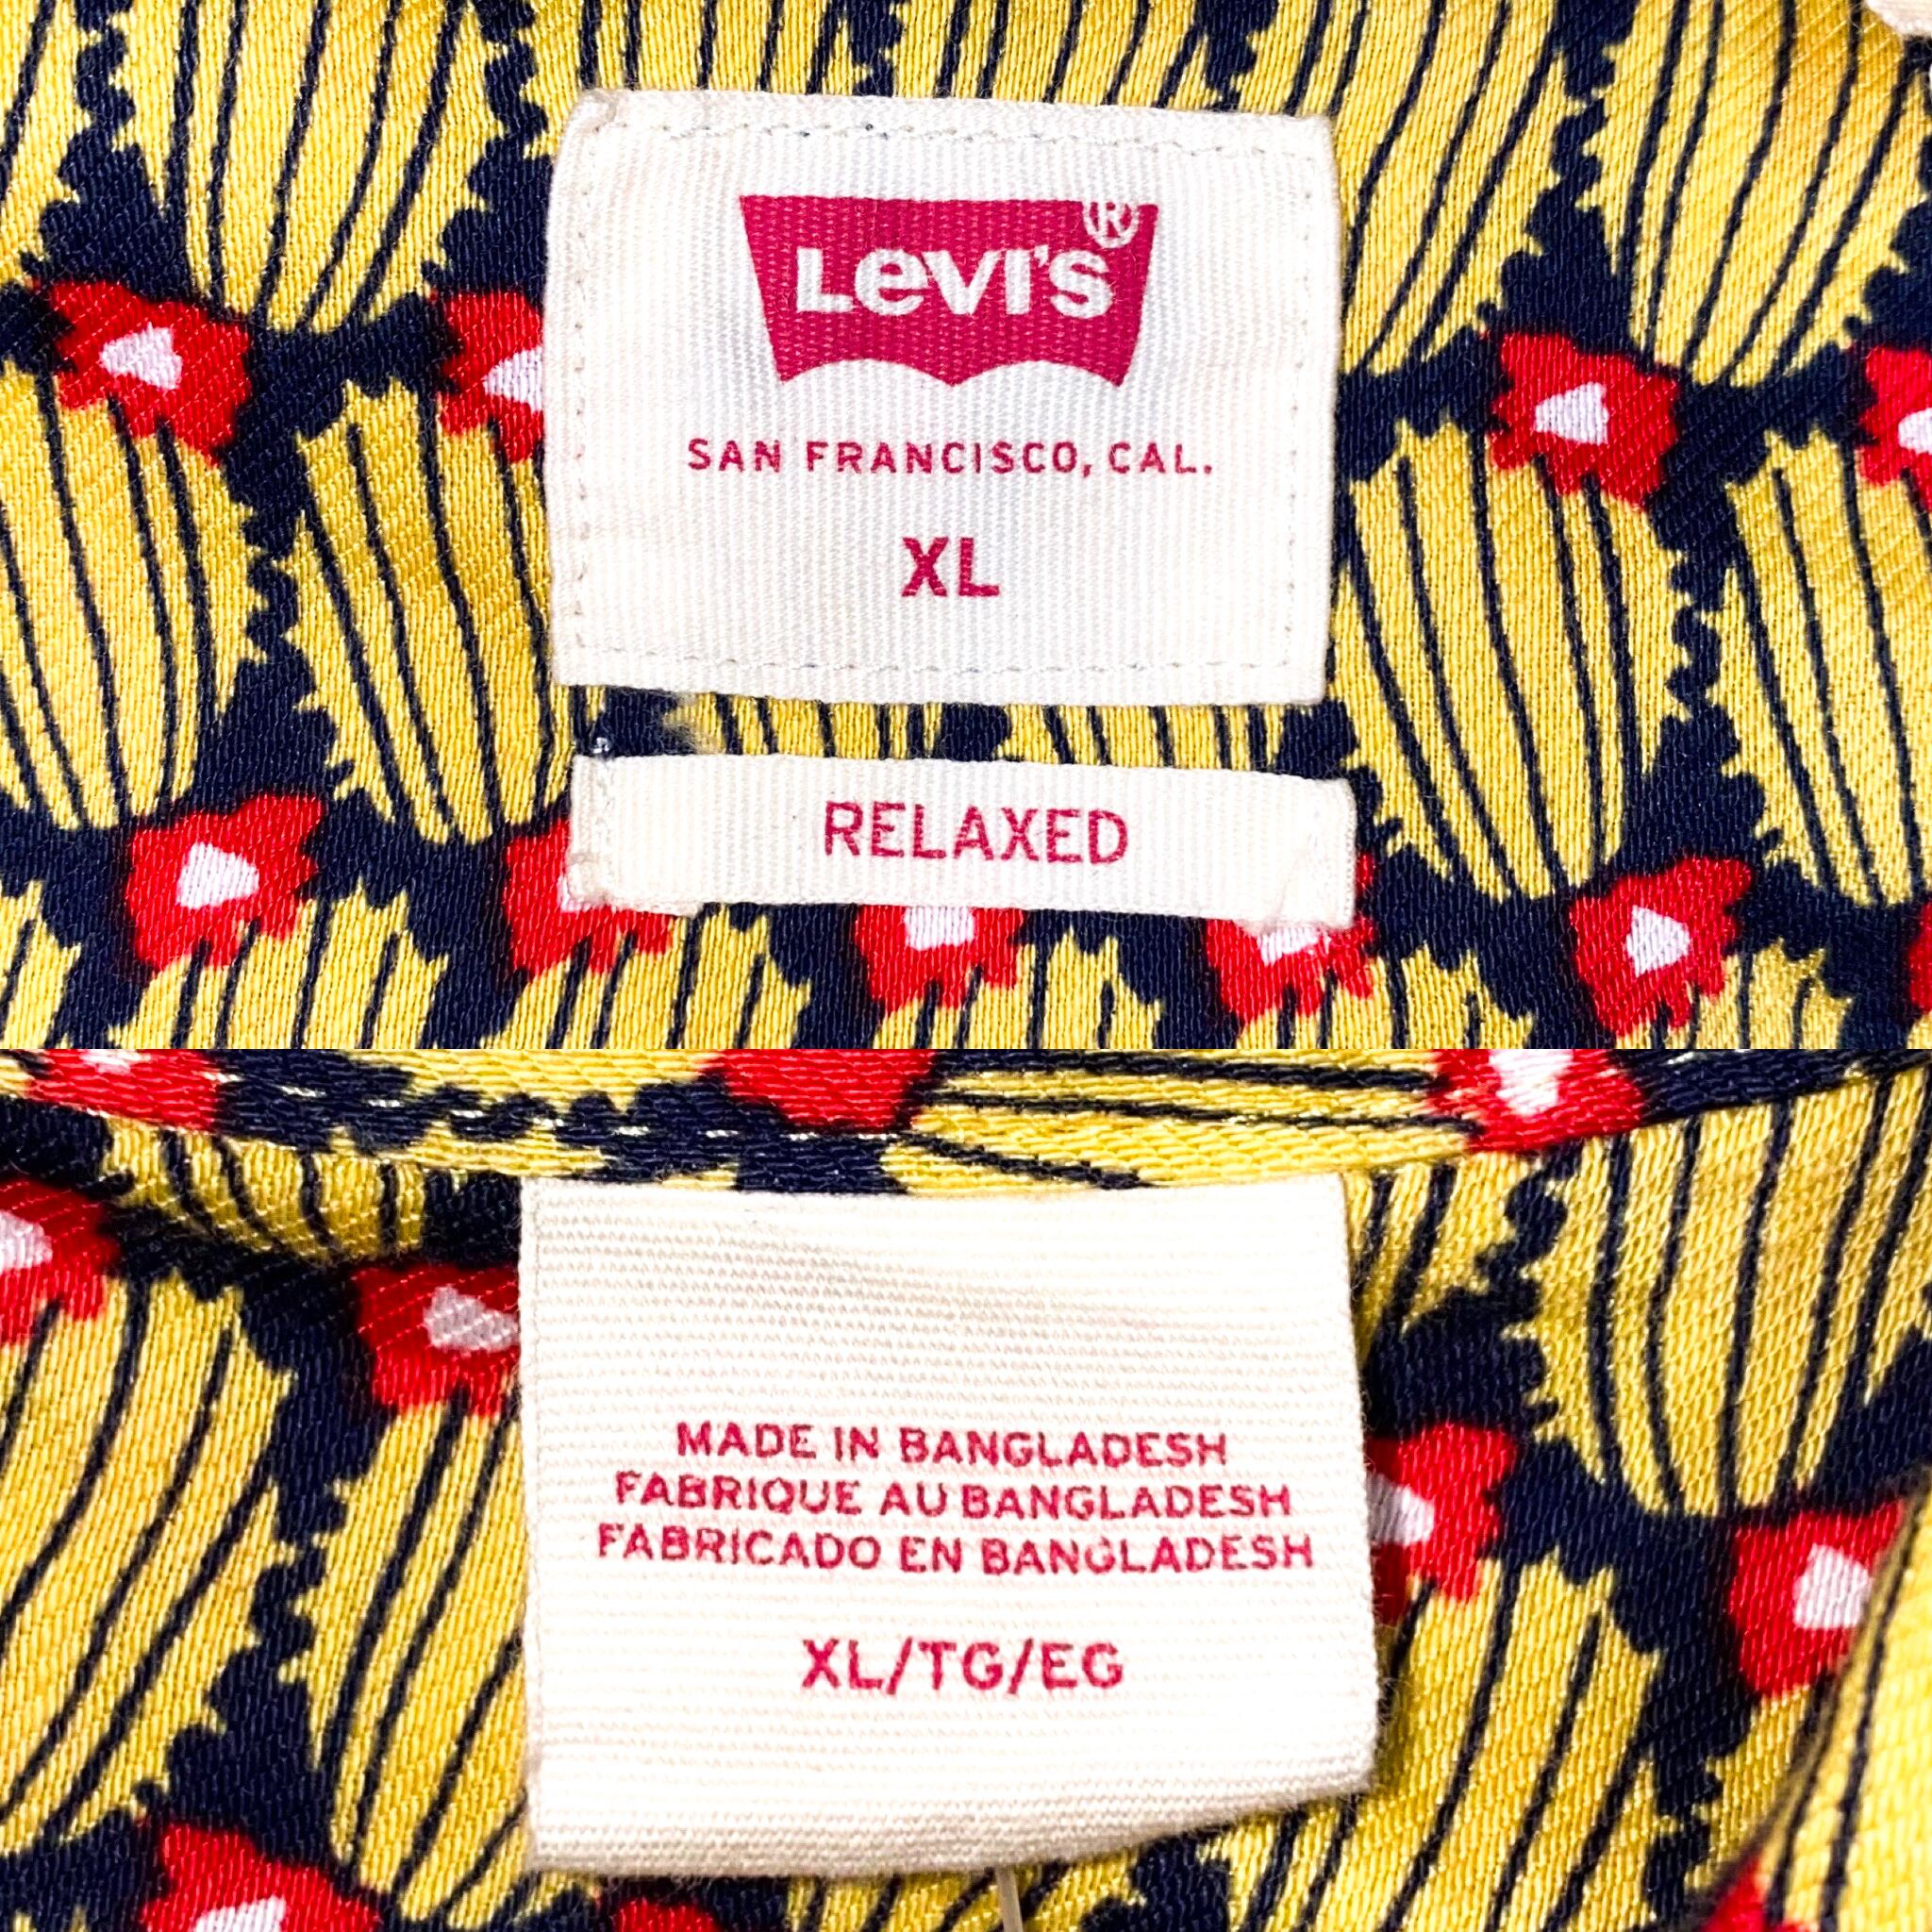 Levi's®
SAN FRANCISCO, CAL.
XL
RELAXED
MADE IN BANGLADESH
FABRIQUE AU BANGLADESH
FABRICADO EN BANGLADESH
XL/TG/EG